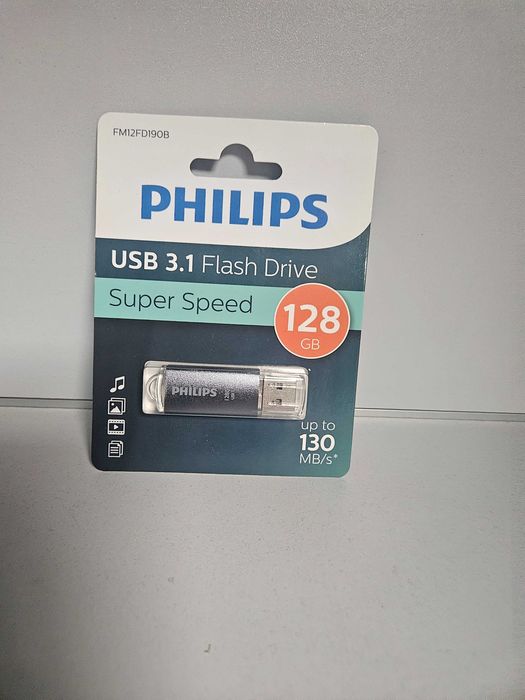 FM12FD190B
PHILIPS
USB 3.1 Flash Drive
Super Speed
128
GB
PHILIPS
up to
130
MB/s*